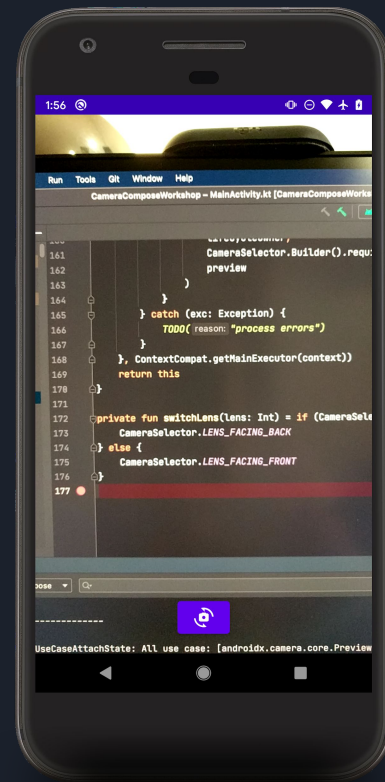 1:56
Run Tools Git Window Help
CameraComposeWorkshop – MainActivity.kt [CameraComposeWorks
161 CameraSelector.Builder().requi
162 preview
163 )
164 }
165 } catch (exc: Exception) {
166 TODO( reason: "process errors")
167 }
168 }, ContextCompat.getMainExecutor(context))
169 return this
170 }
171
172 private fun switchLens(lens: Int) = if (CameraSele
173 CameraSelector.LENS_FACING_BACK
174 } else {
175 CameraSelector.LENS_FACING_FRONT
176 }
177
pose
Q-
-------------
UseCaseAttachState: All use case: [androidx.camera.core.Preview